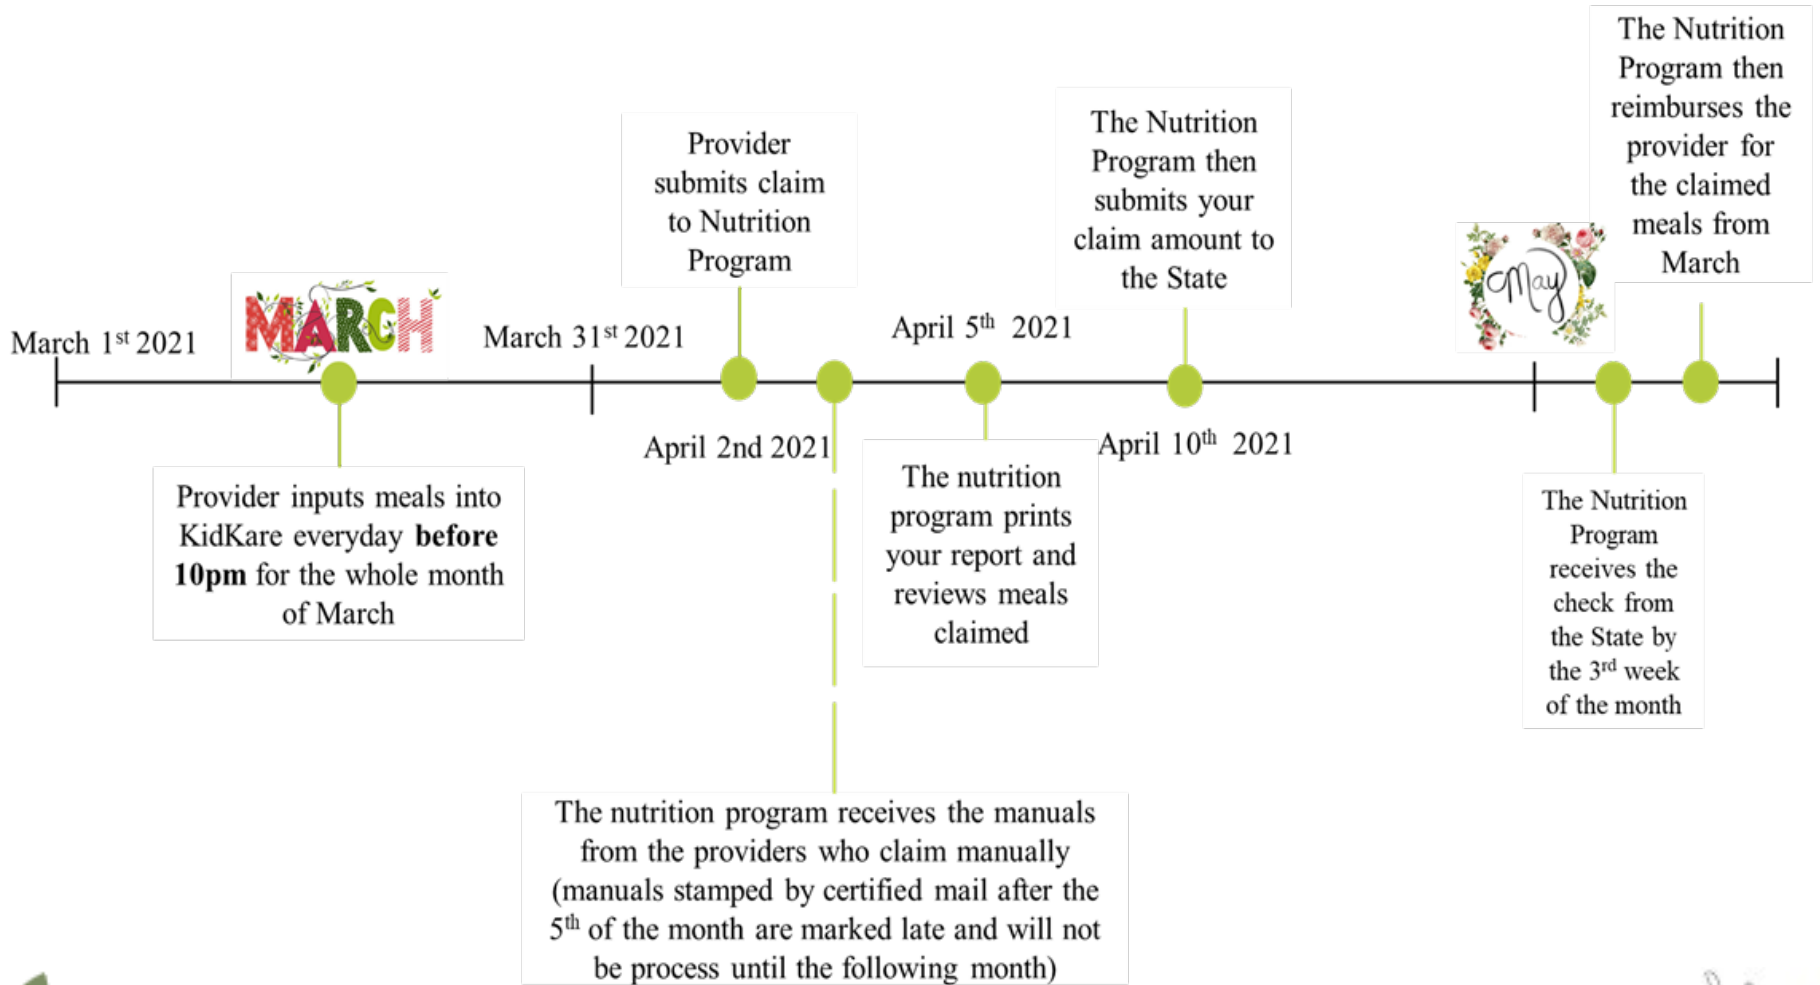 March 1st 2021
MARCH
Provider inputs meals into
KidKare everyday before
10pm for the whole month
of March
March 31st 2021
Provider
submits claim
to Nutrition
Program
April 2nd 2021
The nutrition program receives the manuals
from the providers who claim manually
(manuals stamped by certified mail after the
5th of the month are marked late and will not
be process until the following month)
April 5th 2021
The nutrition
program prints
your report and
reviews meals
claimed
The Nutrition
Program then
submits your
claim amount to
the State
April 10th 2021
May
The Nutrition
Program
receives the
check from
the State by
the 3rd week
of the month
The Nutrition
Program then
reimburses the
provider for
the claimed
meals from
March